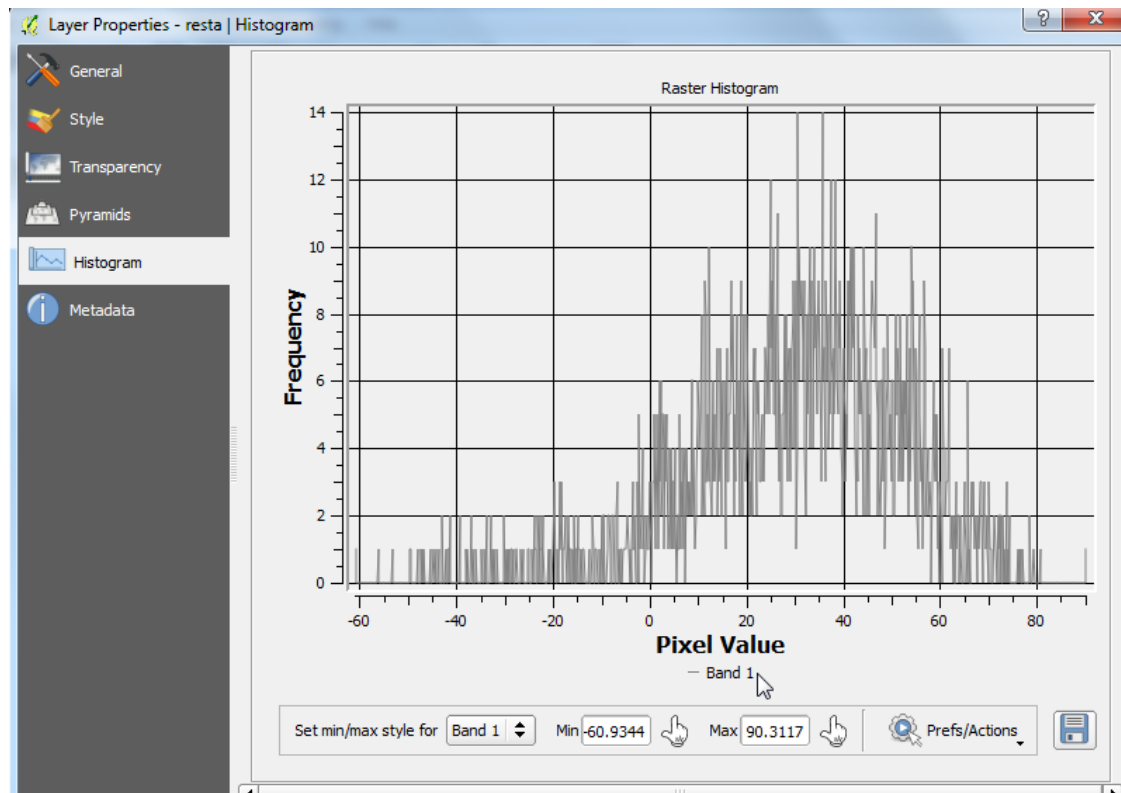 Layer Properties - resta | Histogram
General
Style
Transparency
Pyramids
Histogram
Metadata
Raster Histogram
14
12
10
8
6
4
2
0
Frequency
-60 -40 -20 0 20 40 60 80
Pixel Value
Band 1
Set min/max style for Band 1 Min -60.9344 Max 90.3117 Prefs/Actions